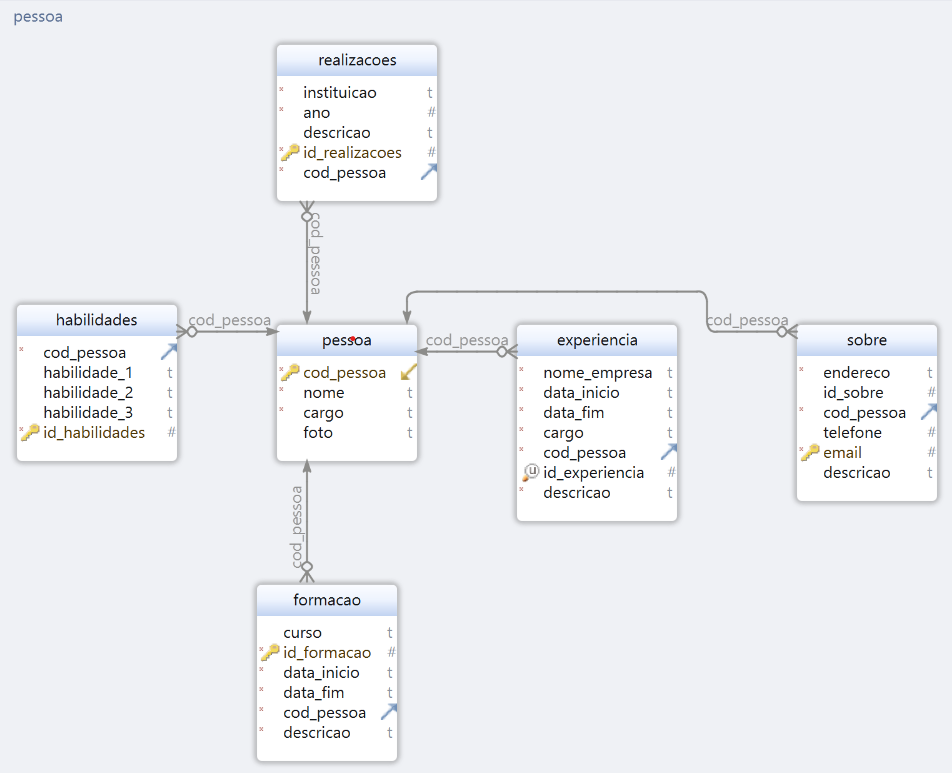 pessoa
realizacoes
* instituicao t
* ano #
descricao t
* id_realizacoes #
* cod_pessoa
cod_pessoa
habilidades
* cod_pessoa
habilidade_1 t
habilidade_2 t
habilidade_3 t
* id_habilidades #
cod_pessoa
pessoa
* cod_pessoa
* nome t
* cargo t
foto t
cod_pessoa
experiencia
* nome_empresa t
* data_inicio t
* data_fim t
* cargo t
* cod_pessoa
u id_experiencia #
* descricao t
cod_pessoa
sobre
* endereco t
id_sobre #
* cod_pessoa
telefone #
* email #
descricao t
cod_pessoa
formacao
curso t
* id_formacao #
* data_inicio t
* data_fim t
* cod_pessoa
* descricao t